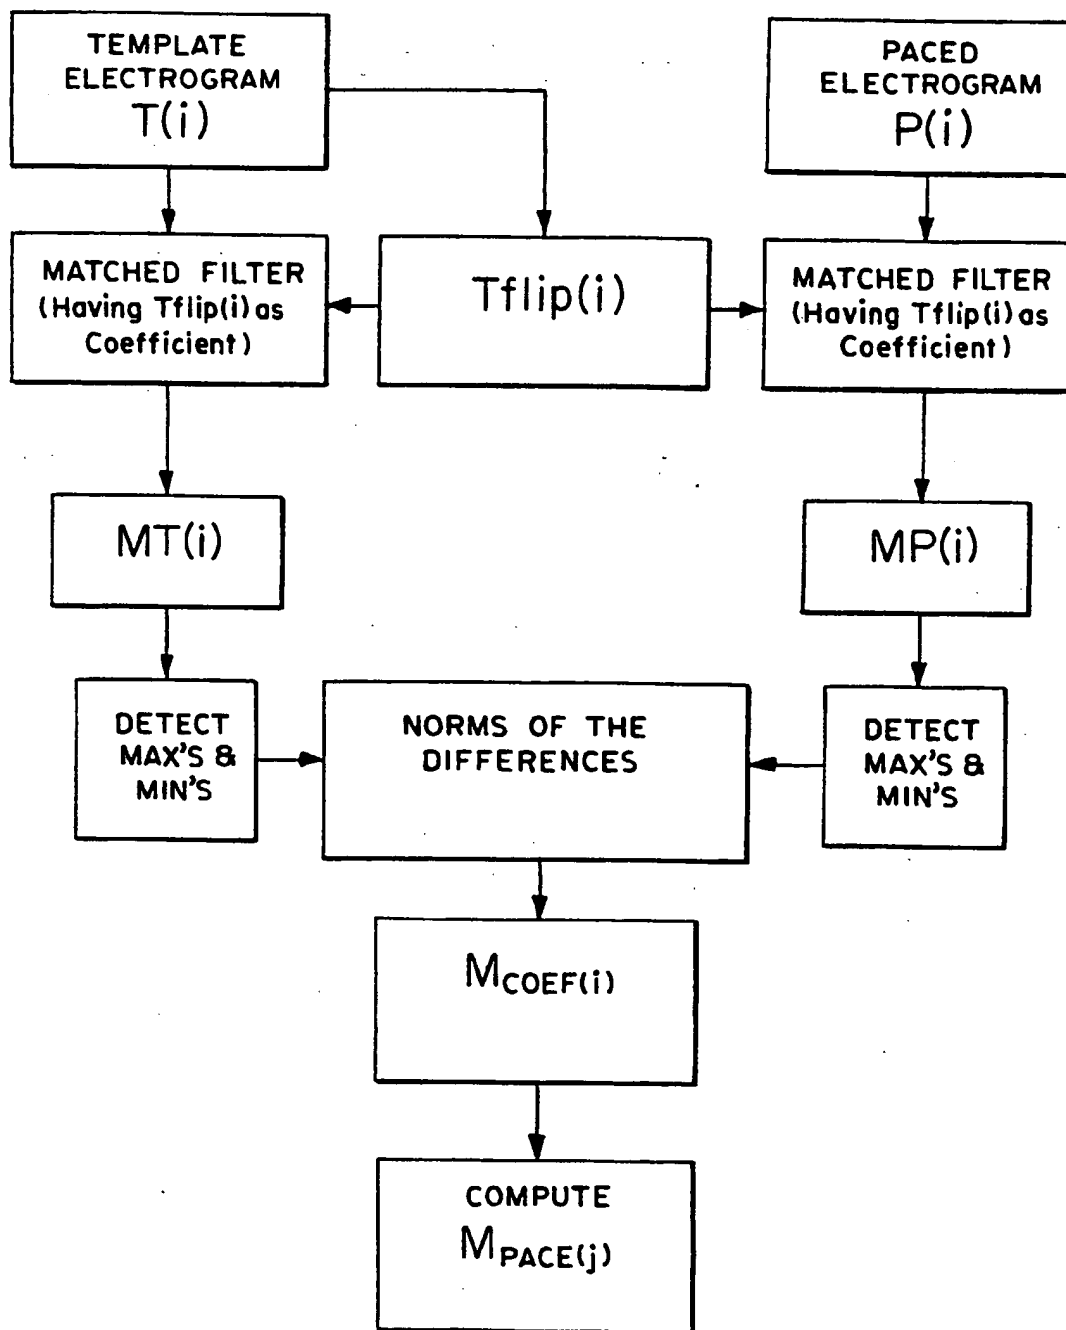 TEMPLATE
ELECTROGRAM
T(i)
PACED
ELECTROGRAM
P(i)
MATCHED FILTER
(Having Tflip(i) as
Coefficient)
Tflip(i)
MATCHED FILTER
(Having Tflip(i) as
Coefficient)
MT(i)
MP(i)
DETECT
MAX'S &
MIN'S
NORMS OF THE
DIFFERENCES
DETECT
MAX'S &
MIN'S
MCOEF(i)
COMPUTE
MPACE(j)